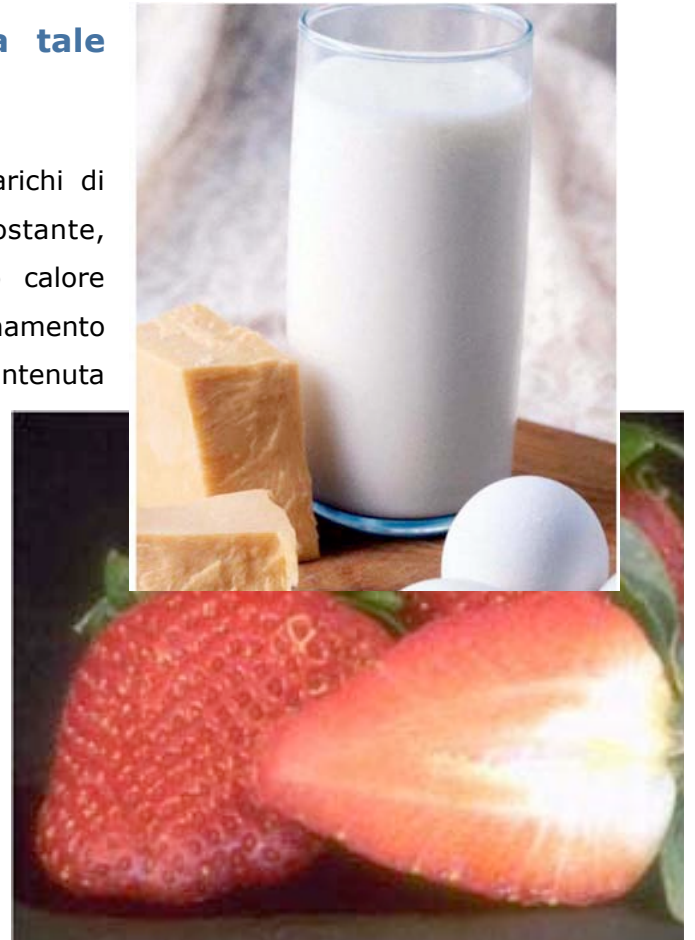 a tale
arichi di
ostante,
calore
namento
ntenuta